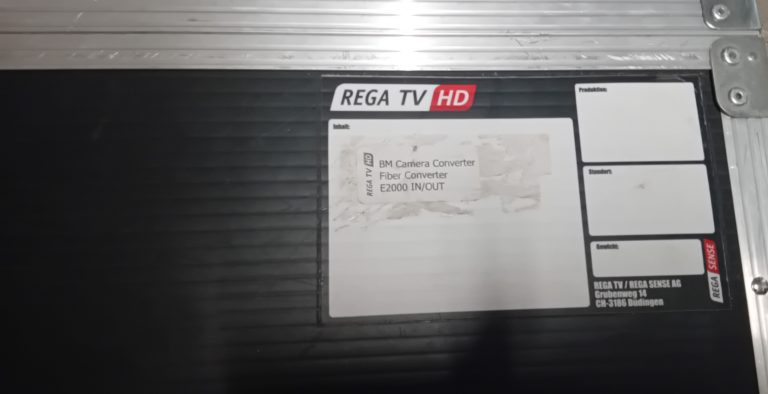 REGA TV HD
Inhalt:
REGA TV HD
BM Camera Converter
Fiber Converter
E2000 IN/OUT
Produktion:
Standort:
Gewicht:
REGA SENSE
REGA TV / REGA SENSE AG
Grubenweg 14
CH-3186 Düdingen